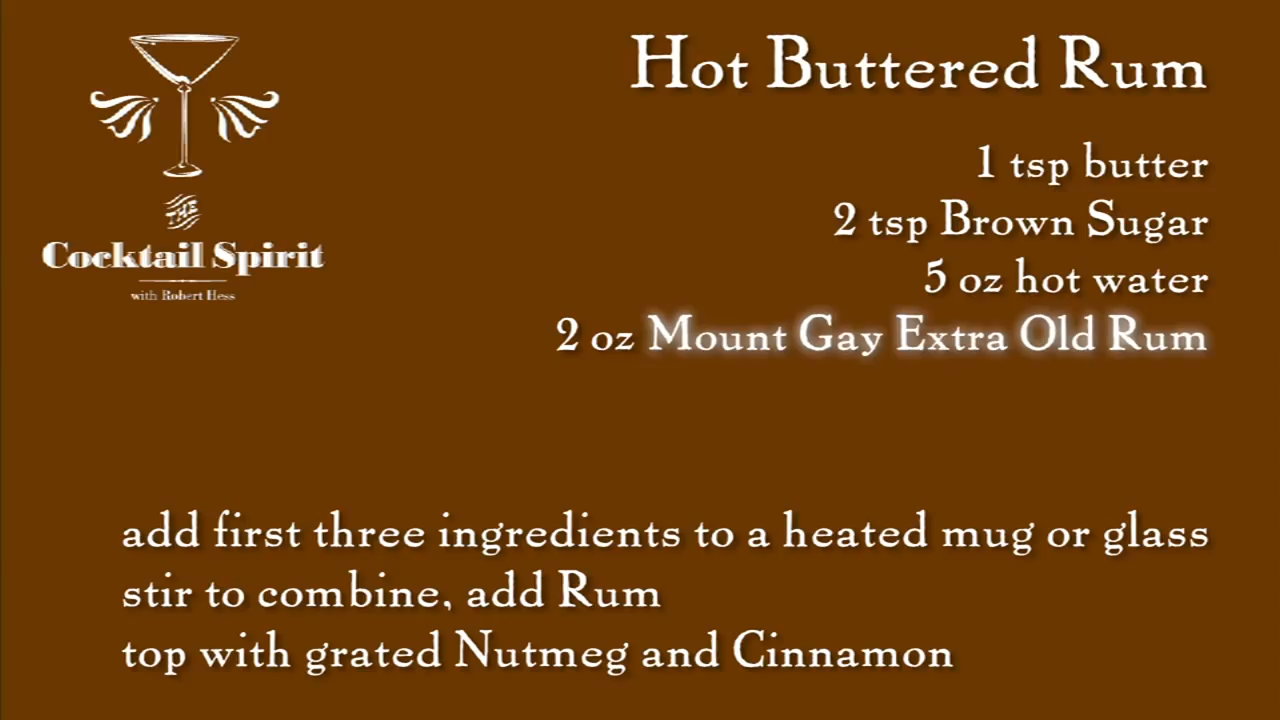 Hot Buttered Rum
1 tsp butter
2 tsp Brown Sugar
5 oz hot water
2 oz Mount Gay Extra Old Rum
THE
Cocktail Spirit
with Robert Hess
add first three ingredients to a heated mug or glass
stir to combine, add Rum
top with grated Nutmeg and Cinnamon